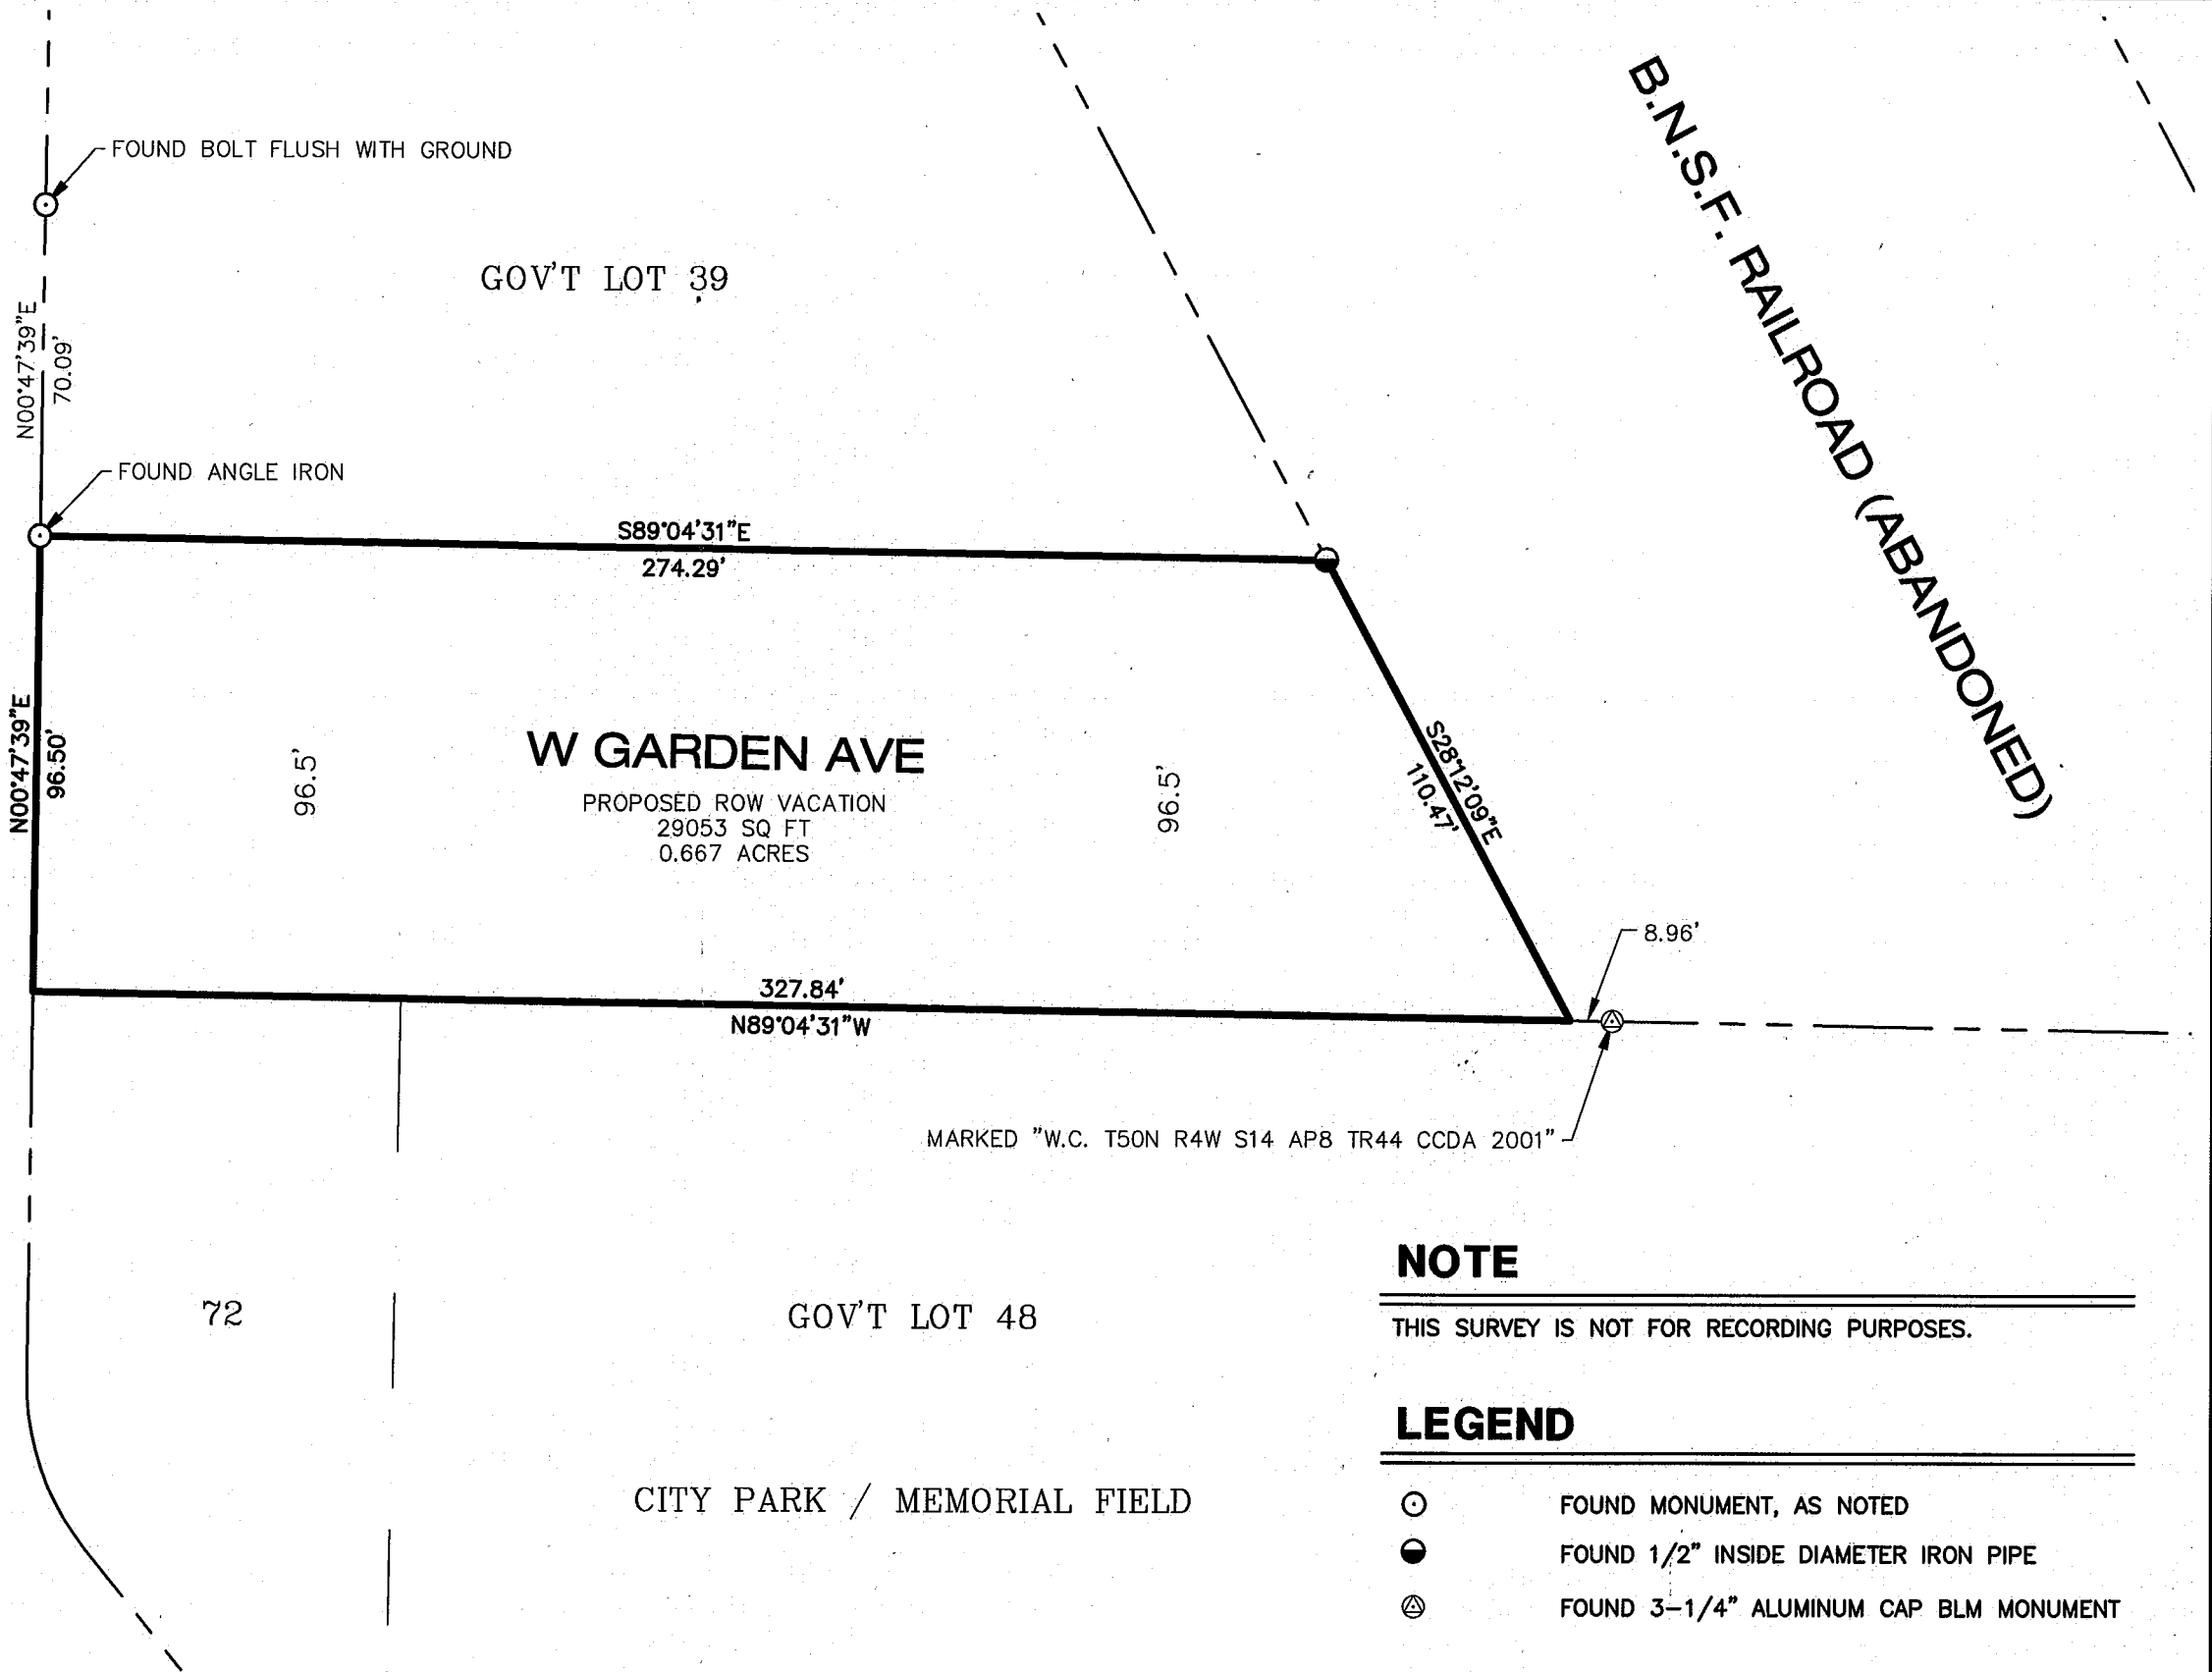 B.N.S.F. RAILROAD (ABANDONED)
FOUND BOLT FLUSH WITH GROUND
GOV'T LOT 39
N00°47'39"E
70.09'
FOUND ANGLE IRON
S89°04'31"E
274.29'
N00°47'39"E
96.50'
96.5'
W GARDEN AVE
PROPOSED ROW VACATION
29053 SQ FT
0.667 ACRES
96.5'
S28°12'09"E
110.47'
8.96'
327.84'
N89°04'31"W
MARKED "W.C. T50N R4W S14 AP8 TR44 CCDA 2001"
72
GOV'T LOT 48
CITY PARK / MEMORIAL FIELD
NOTE
THIS SURVEY IS NOT FOR RECORDING PURPOSES.
LEGEND
FOUND MONUMENT, AS NOTED
FOUND 1/2" INSIDE DIAMETER IRON PIPE
FOUND 3-1/4" ALUMINUM CAP BLM MONUMENT